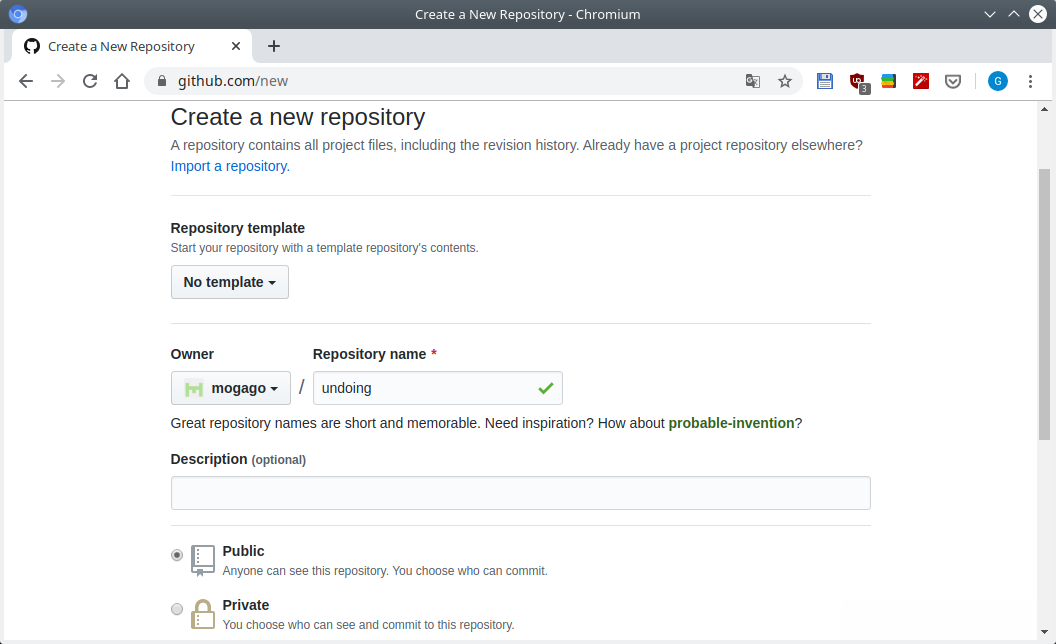 Create a New Repository - Chromium
Create a New Repository
github.com/new
3
G
Create a new repository
A repository contains all project files, including the revision history. Already have a project repository elsewhere?
Import a repository.
Repository template
Start your repository with a template repository's contents.
No template
Owner
Repository name *
mogago
/
undoing
Great repository names are short and memorable. Need inspiration? How about probable-invention?
Description (optional)
Public
Anyone can see this repository. You choose who can commit.
Private
You choose who can see and commit to this repository.